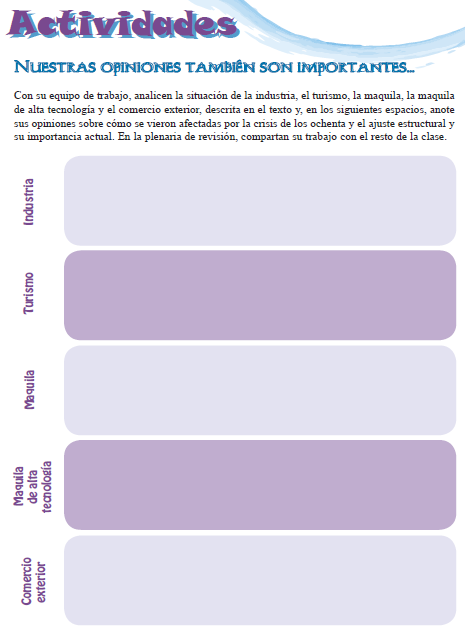 Actividades
NUESTRAS OPINIONES TAMBIÉN SON IMPORTANTES...
Con su equipo de trabajo, analicen la situación de la industria, el turismo, la maquila, la maquila
de alta tecnología y el comercio exterior, descrita en el texto y, en los siguientes espacios, anote
sus opiniones sobre cómo se vieron afectadas por la crisis de los ochenta y el ajuste estructural y
su importancia actual. En la plenaria de revisión, compartan su trabajo con el resto de la clase.
Industria
Turismo
Maquila
Maquila
de alta
tecnología
Comercio
exterior